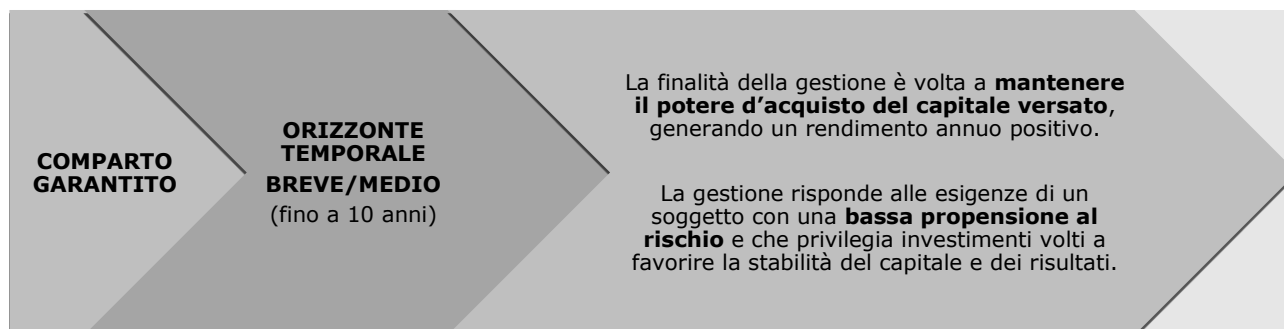 COMPARTO
GARANTITO
ORIZZONTE
TEMPORALE
BREVE/MEDIO
(fino a 10 anni)
La finalità della gestione è volta a mantenere
il potere d’acquisto del capitale versato,
generando un rendimento annuo positivo.
La gestione risponde alle esigenze di un
soggetto con una bassa propensione al
rischio e che privilegia investimenti volti a
favorire la stabilità del capitale e dei risultati.